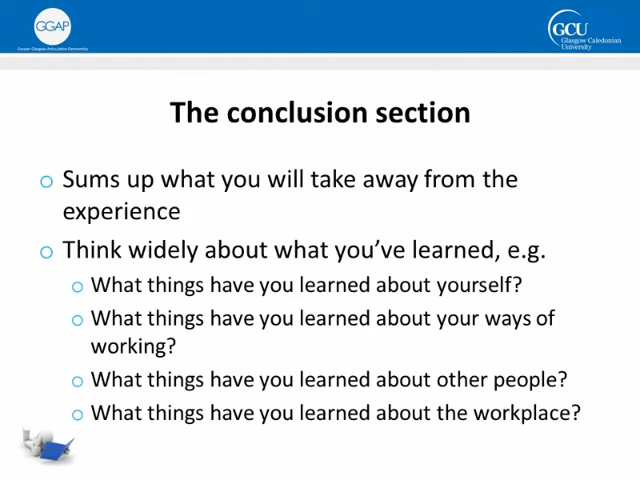 GGAP
Greater Glasgow Articulation Partnership
GCU
Glasgow Caledonian
University
The conclusion section
o Sums up what you will take away from the
experience
o Think widely about what you’ve learned, e.g.
o What things have you learned about yourself?
o What things have you learned about your ways of
working?
o What things have you learned about other people?
o What things have you learned about the workplace?